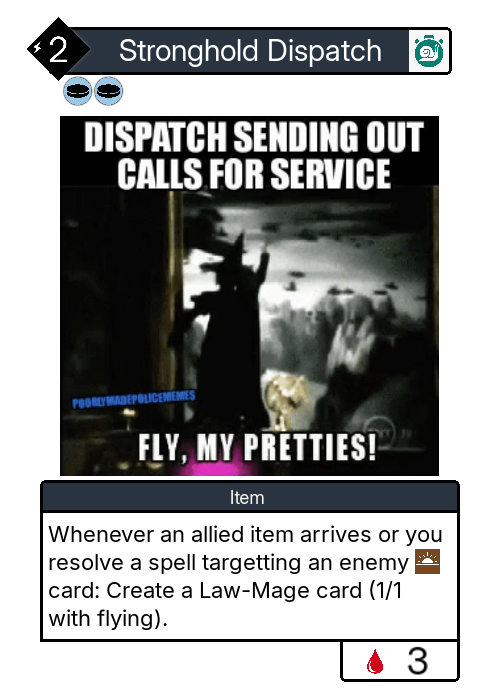 2
Stronghold Dispatch
DISPATCH SENDING OUT
CALLS FOR SERVICE
POORLYMADEPOLICEMEMES
FLY, MY PRETTIES!
Item
Whenever an allied item arrives or you
resolve a spell targetting an enemy
card: Create a Law-Mage card (1/1
with flying).
3